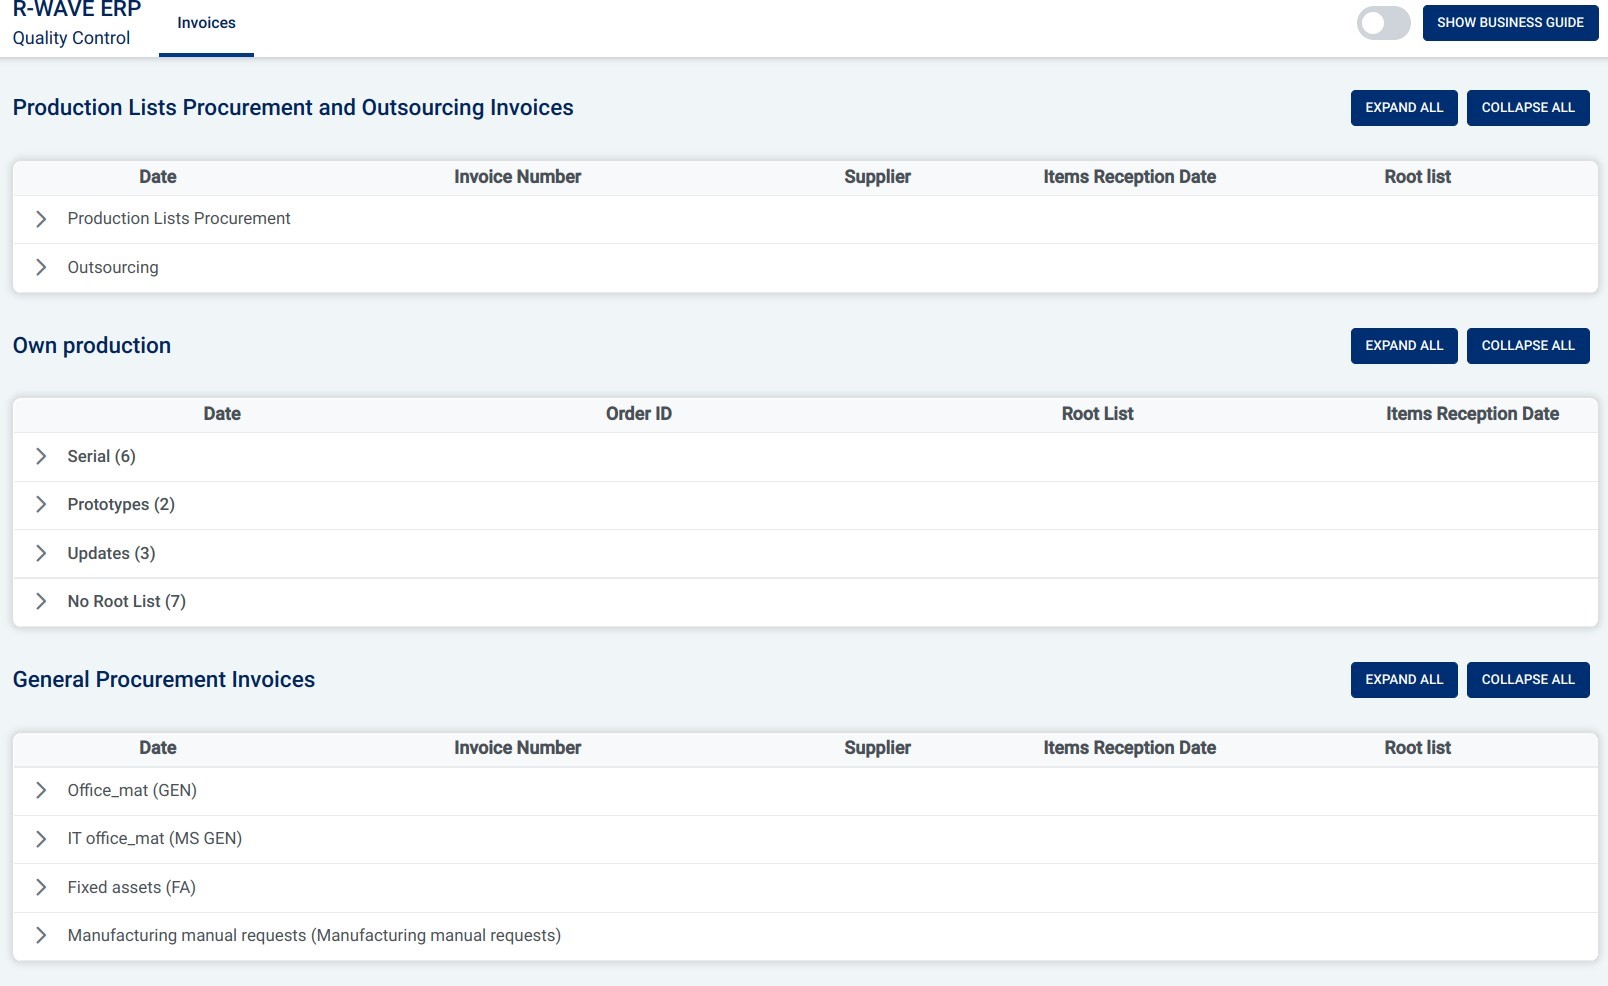 R-WAVE ERP
Quality Control
Invoices
SHOW BUSINESS GUIDE
Production Lists Procurement and Outsourcing Invoices
EXPAND ALL
COLLAPSE ALL
Date Invoice Number Supplier Items Reception Date Root list
Production Lists Procurement
Outsourcing
Own production
EXPAND ALL
COLLAPSE ALL
Date Order ID Root List Items Reception Date
Serial (6)
Prototypes (2)
Updates (3)
No Root List (7)
General Procurement Invoices
EXPAND ALL
COLLAPSE ALL
Date Invoice Number Supplier Items Reception Date Root list
Office_mat (GEN)
IT office_mat (MS GEN)
Fixed assets (FA)
Manufacturing manual requests (Manufacturing manual requests)